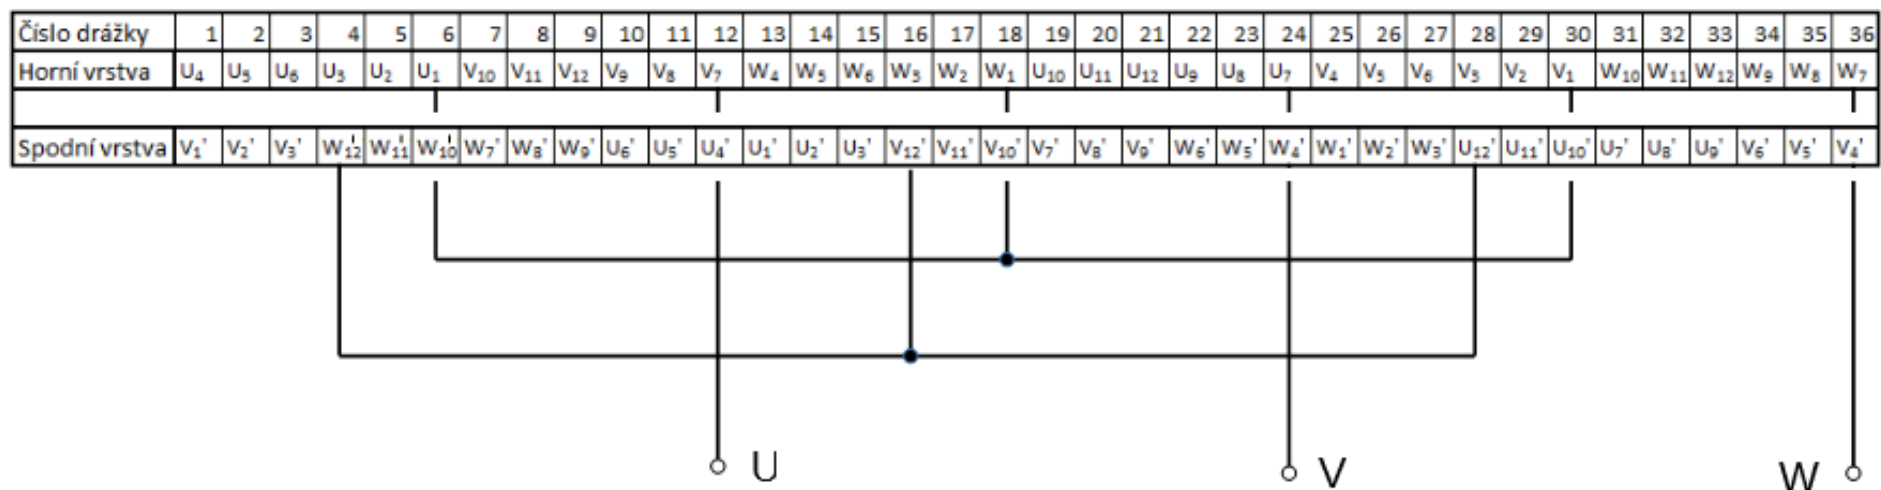 Číslo drážky 1 2 3 4 5 6 7 8 9 10 11 12 13 14 15 16 17 18 19 20 21 22 23 24 25 26 27 28 29 30 31 32 33 34 35 36
Horní vrstva U₄ U₅ U₆ U₃ U₂ U₁ V₁₀ V₁₁ V₁₂ V₉ V₈ V₇ W₄ W₅ W₆ W₃ W₂ W₁ U₁₀ U₁₁ U₁₂ U₉ U₈ U₇ V₄ V₅ V₆ V₃ V₂ V₁ W₁₀ W₁₁ W₁₂ W₉ W₈ W₇
Spodní vrstva V₁' V₂' V₃' W₁₂' W₁₁' W₁₀' W₇' W₈' W₉' U₆' U₅' U₄' U₁' U₂' U₃' V₁₂' V₁₁' V₁₀' V₇' V₈' V₉' W₆' W₅' W₄' W₁' W₂' W₃' U₁₂' U₁₁' U₁₀' U₇' U₈' U₉' V₆' V₅' V₄'
U V W